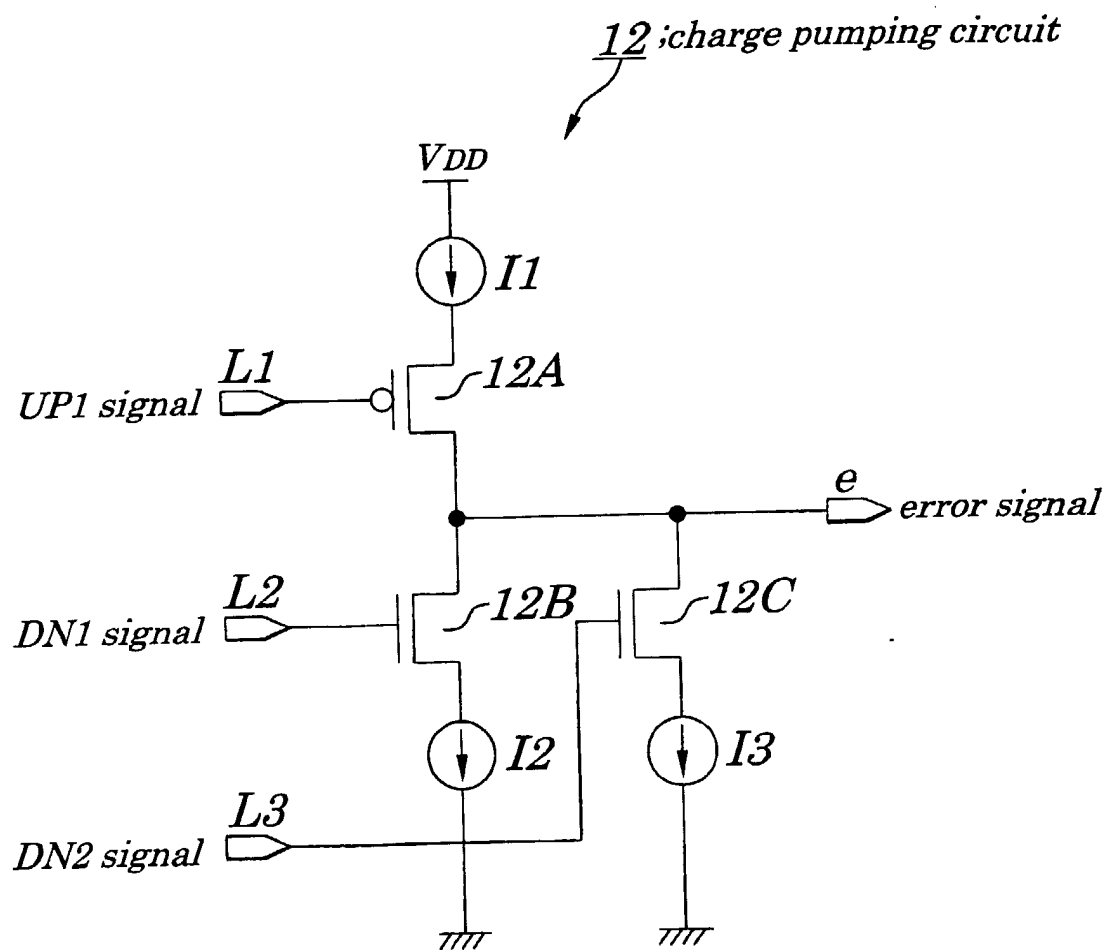 12 ;charge pumping circuit
VDD
I1
L1
UP1 signal
12A
e
error signal
L2
DN1 signal
12B
12C
I2
I3
L3
DN2 signal